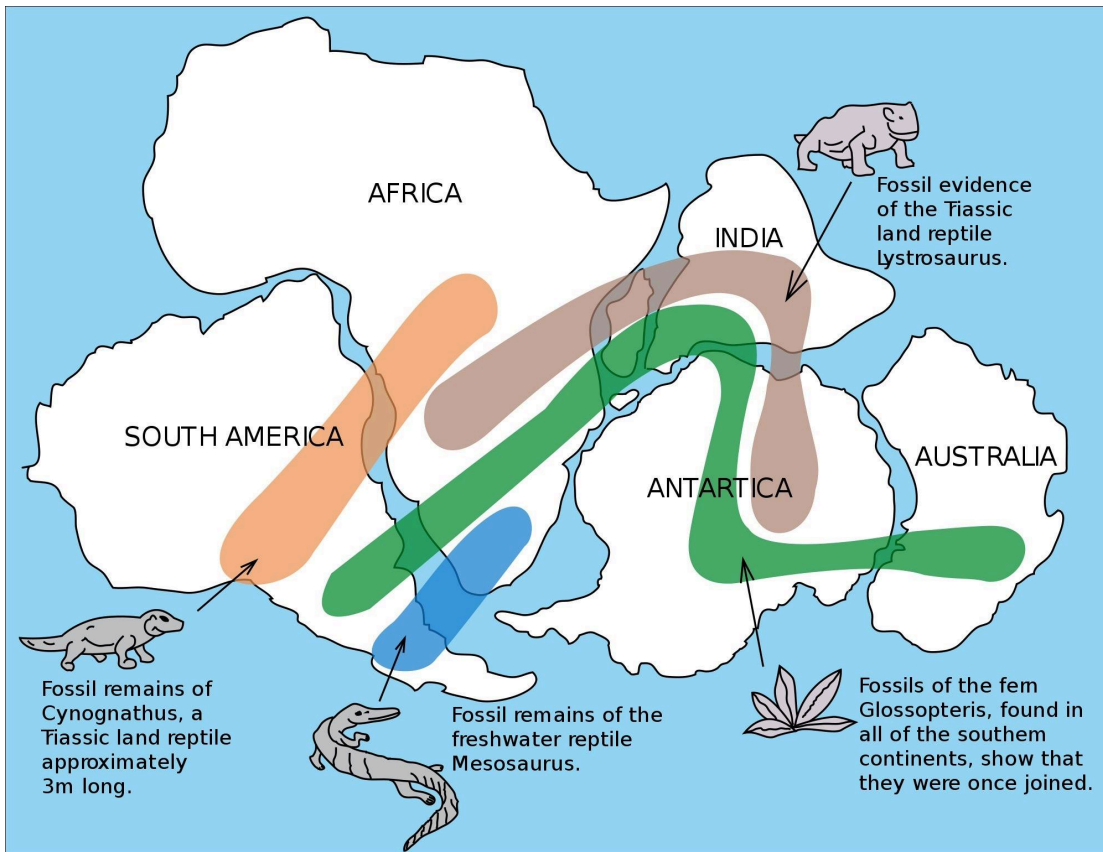 AFRICA
INDIA
Fossil evidence
of the Tiassic
land reptile
Lystrosaurus.
SOUTH AMERICA
ANTARTICA
AUSTRALIA
Fossil remains of
Cynognathus, a
Tiassic land reptile
approximately
3m long.
Fossil remains of the
freshwater reptile
Mesosaurus.
Fossils of the fern
Glossopteris, found in
all of the southern
continents, show that
they were once joined.